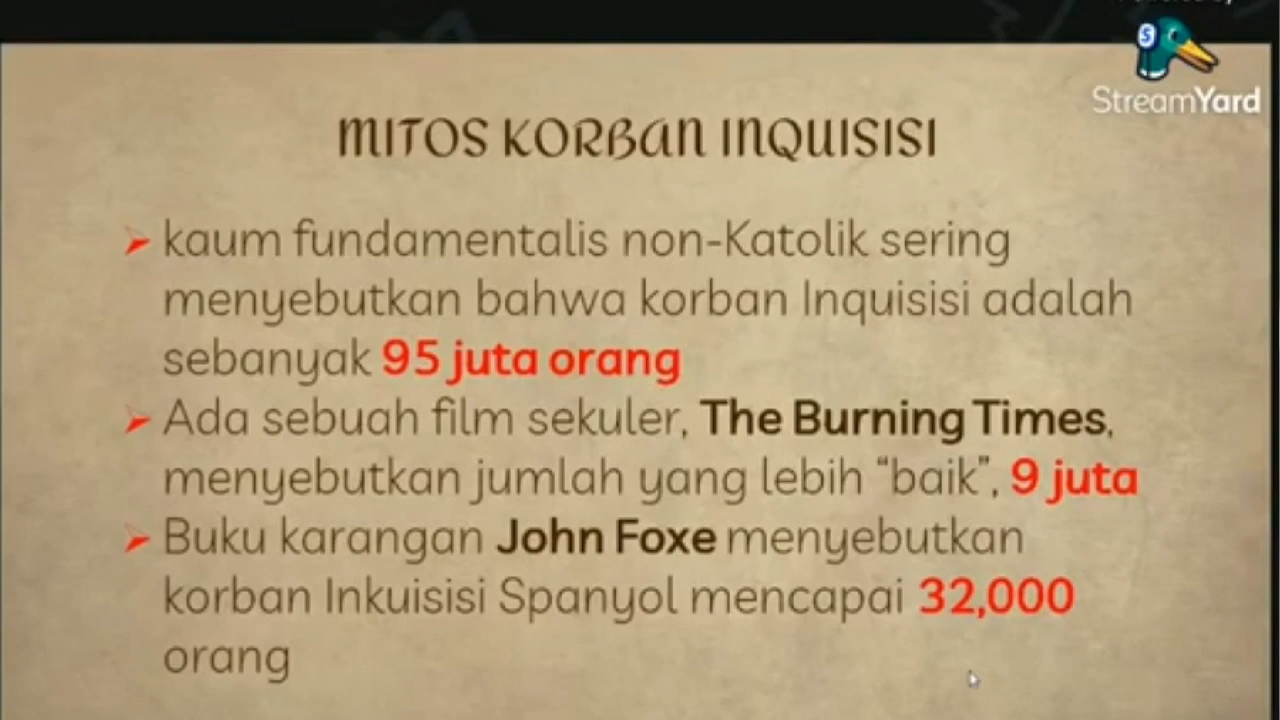 StreamYard
MITOS KORBAN INQUISISI
➢ kaum fundamentalis non-Katolik sering
menyebutkan bahwa korban Inquisisi adalah
sebanyak 95 juta orang
➢ Ada sebuah film sekuler, The Burning Times,
menyebutkan jumlah yang lebih “baik”, 9 juta
➢ Buku karangan John Foxe menyebutkan
korban Inkuisisi Spanyol mencapai 32,000
orang